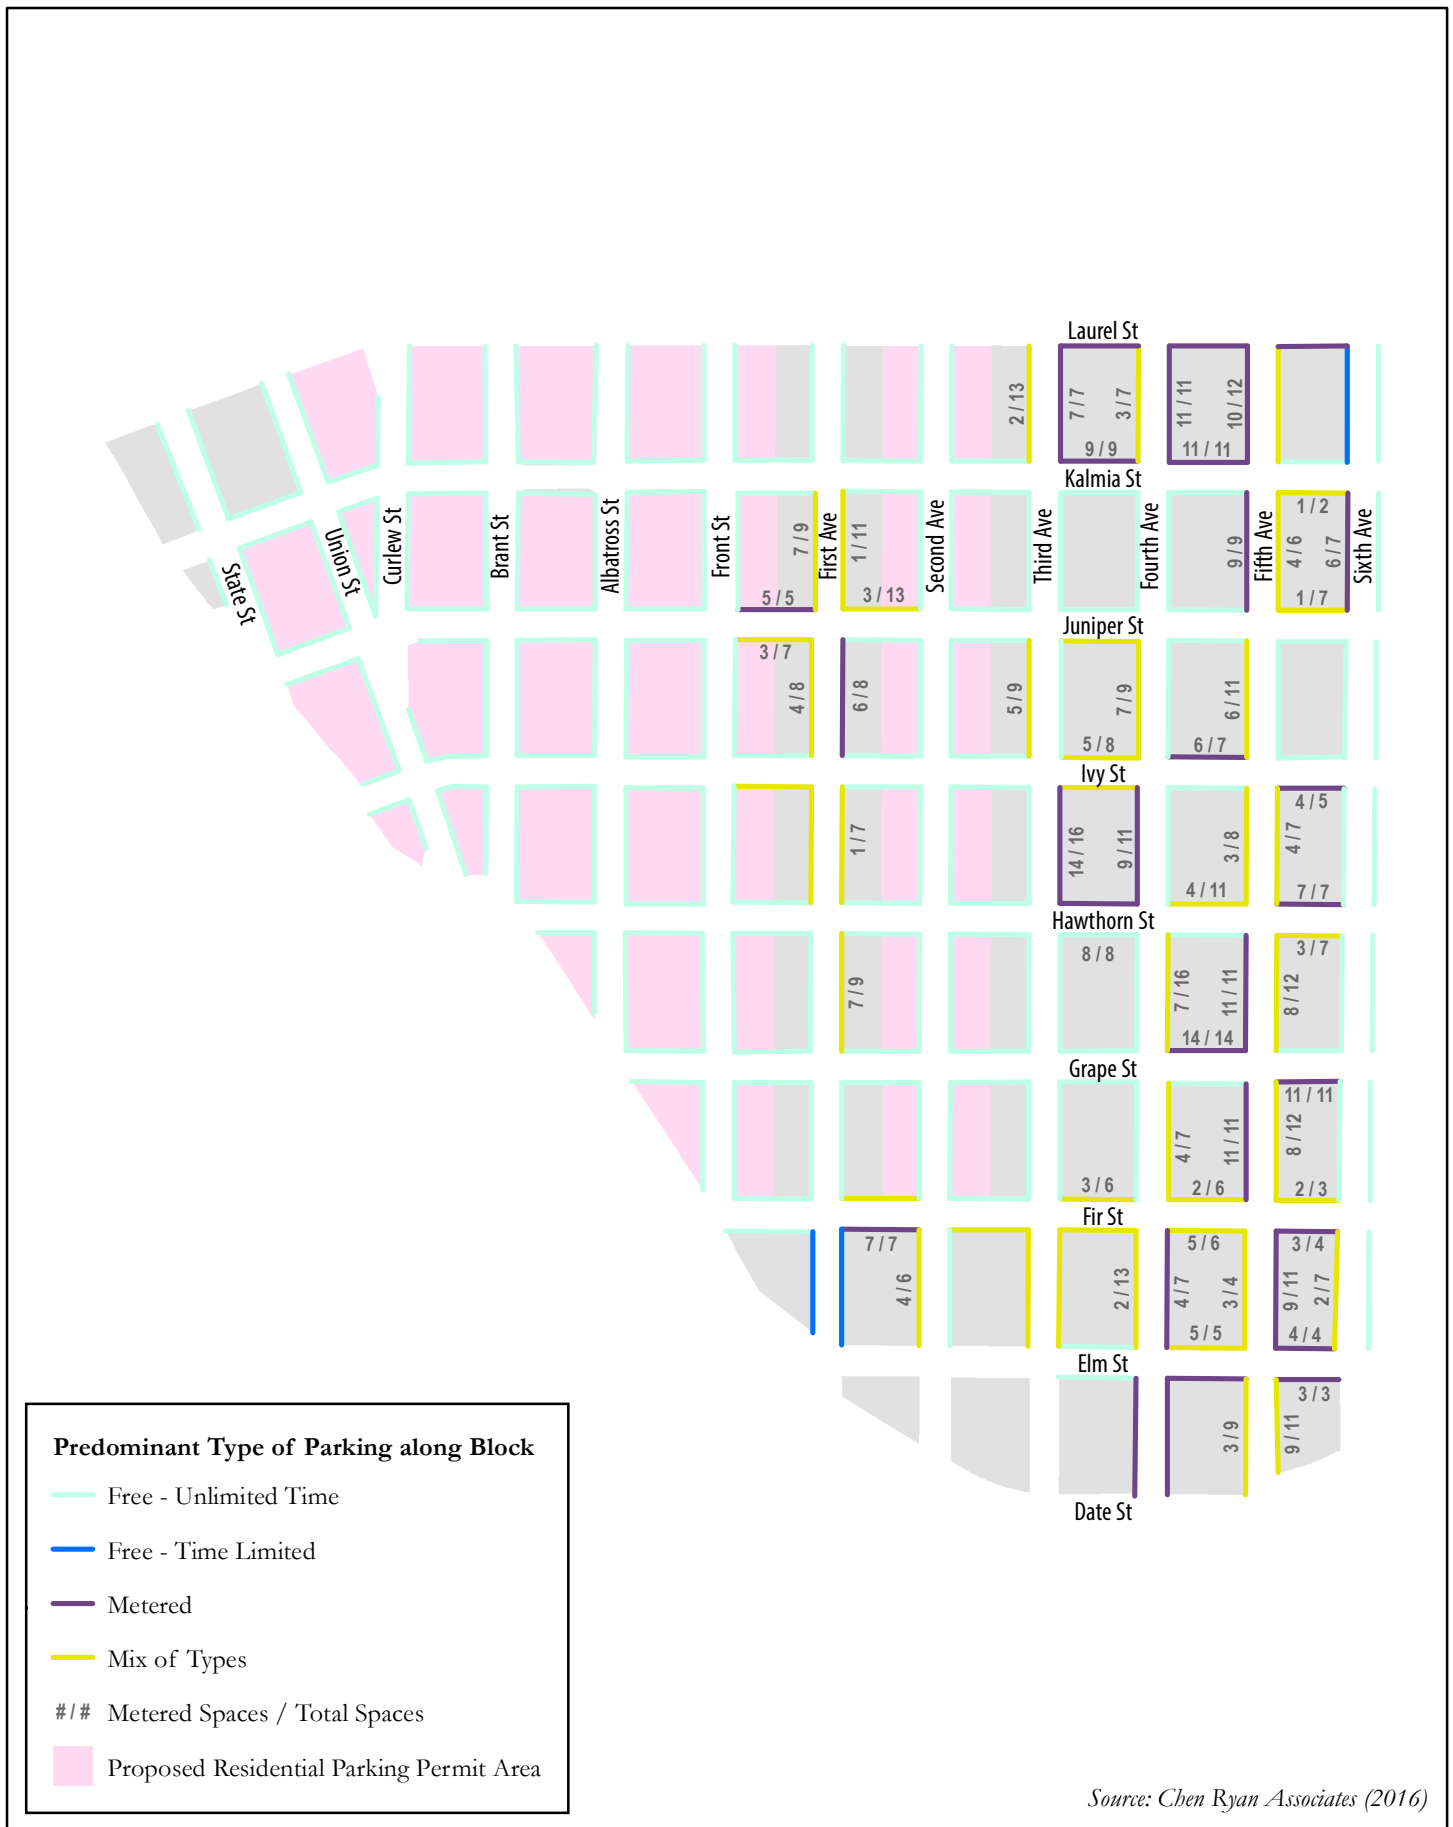 Laurel St
2 / 13
7 / 7
3 / 7
9 / 9
11 / 11
10 / 12
11 / 11
Kalmia St
State St
Union St
Curlew St
Brant St
Albatross St
Front St
7 / 9
5 / 5
First Ave
1 / 11
3 / 13
Second Ave
Third Ave
Fourth Ave
9 / 9
Fifth Ave
1 / 2
4 / 6
6 / 7
1 / 7
Sixth Ave
Juniper St
3 / 7
4 / 8
6 / 8
5 / 9
7 / 9
5 / 8
6 / 11
6 / 7
Ivy St
1 / 7
14 / 16
9 / 11
3 / 8
4 / 11
4 / 5
4 / 7
7 / 7
Hawthorn St
7 / 9
8 / 8
7 / 16
11 / 11
14 / 14
3 / 7
8 / 12
Grape St
3 / 6
4 / 7
11 / 11
2 / 6
11 / 11
8 / 12
2 / 3
Fir St
7 / 7
4 / 6
2 / 13
5 / 6
4 / 7
3 / 4
5 / 5
3 / 4
9 / 11
2 / 7
4 / 4
Elm St
3 / 9
3 / 3
9 / 11
Date St
Predominant Type of Parking along Block
Free - Unlimited Time
Free - Time Limited
Metered
Mix of Types
# / # Metered Spaces / Total Spaces
Proposed Residential Parking Permit Area
Source: Chen Ryan Associates (2016)